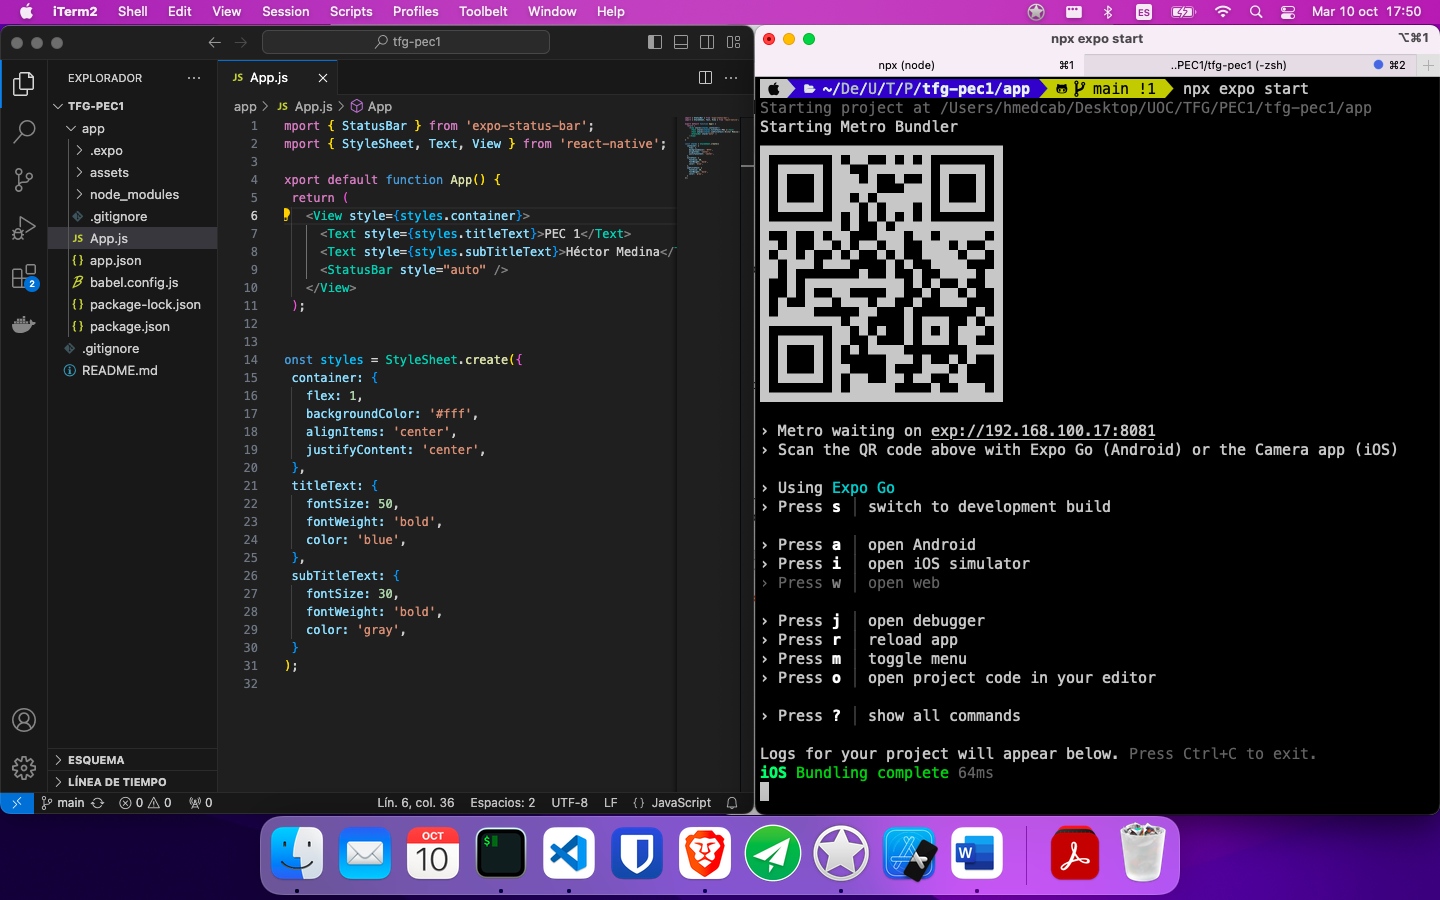 iTerm2 Shell Edit View Session Scripts Profiles Toolbelt Window Help ES Mar 10 oct 17:50
tfg-pec1
EXPLORADOR
TFG-PEC1
app
.expo
assets
node_modules
.gitignore
JS App.js
{} app.json
babel.config.js
{} package-lock.json
{} package.json
.gitignore
README.md
2
ESQUEMA
LÍNEA DE TIEMPO
JS App.js
app > JS App.js > App
1 mport { StatusBar } from 'expo-status-bar';
2 mport { StyleSheet, Text, View } from 'react-native';
3
4 xport default function App() {
5 return (
6 <View style={styles.container}>
7 <Text style={styles.titleText}>PEC 1</Text>
8 <Text style={styles.subTitleText}>Héctor Medina</T
9 <StatusBar style="auto" />
10 </View>
11 );
12
13
14 onst styles = StyleSheet.create({
15 container: {
16 flex: 1,
17 backgroundColor: '#fff',
18 alignItems: 'center',
19 justifyContent: 'center',
20 },
21 titleText: {
22 fontSize: 50,
23 fontWeight: 'bold',
24 color: 'blue',
25 },
26 subTitleText: {
27 fontSize: 30,
28 fontWeight: 'bold',
29 color: 'gray',
30 }
31 );
32
main 0 0 0 Lín. 6, col. 36 Espacios: 2 UTF-8 LF {} JavaScript
npx expo start ⌥⌘1
npx (node) ⌘1 ..PEC1/tfg-pec1 (-zsh) ⌘2
~/De/U/T/P/tfg-pec1/app main !1 npx expo start
Starting project at /Users/hmedcab/Desktop/UOC/TFG/PEC1/tfg-pec1/app
Starting Metro Bundler
› Metro waiting on exp://192.168.100.17:8081
› Scan the QR code above with Expo Go (Android) or the Camera app (iOS)
› Using Expo Go
› Press s │ switch to development build
› Press a │ open Android
› Press i │ open iOS simulator
› Press w │ open web
› Press j │ open debugger
› Press r │ reload app
› Press m │ toggle menu
› Press o │ open project code in your editor
› Press ? │ show all commands
Logs for your project will appear below. Press Ctrl+C to exit.
iOS Bundling complete 64ms
OCT
10
$
W